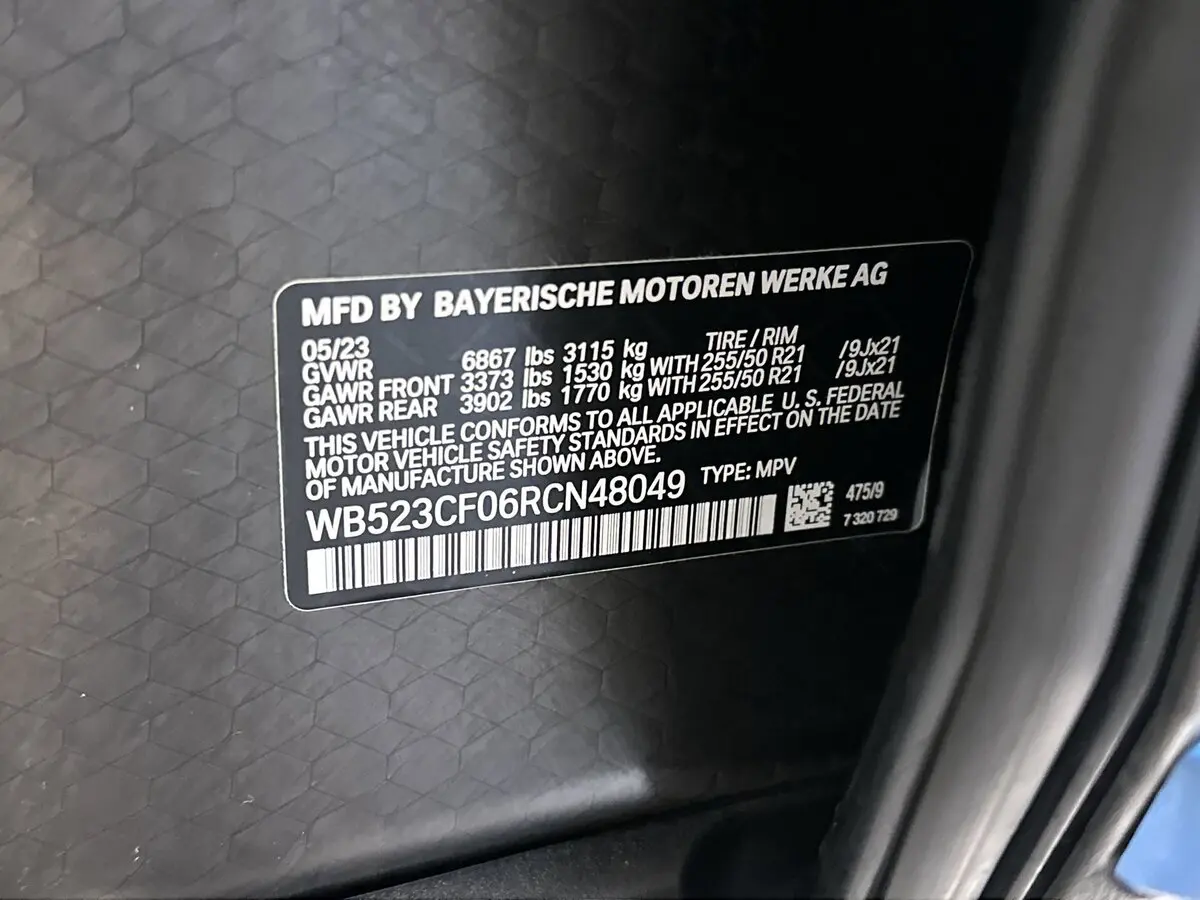 MFD BY BAYERISCHE MOTOREN WERKE AG
05/23 TIRE / RIM
GVWR 6867 lbs 3115 kg
GAWR FRONT 3373 lbs 1530 kg WITH 255/50 R21 /9Jx21
GAWR REAR 3902 lbs 1770 kg WITH 255/50 R21 /9Jx21
THIS VEHICLE CONFORMS TO ALL APPLICABLE U. S. FEDERAL
MOTOR VEHICLE SAFETY STANDARDS IN EFFECT ON THE DATE
OF MANUFACTURE SHOWN ABOVE.
WB523CF06RCN48049 TYPE: MPV
475/9
7 320 729